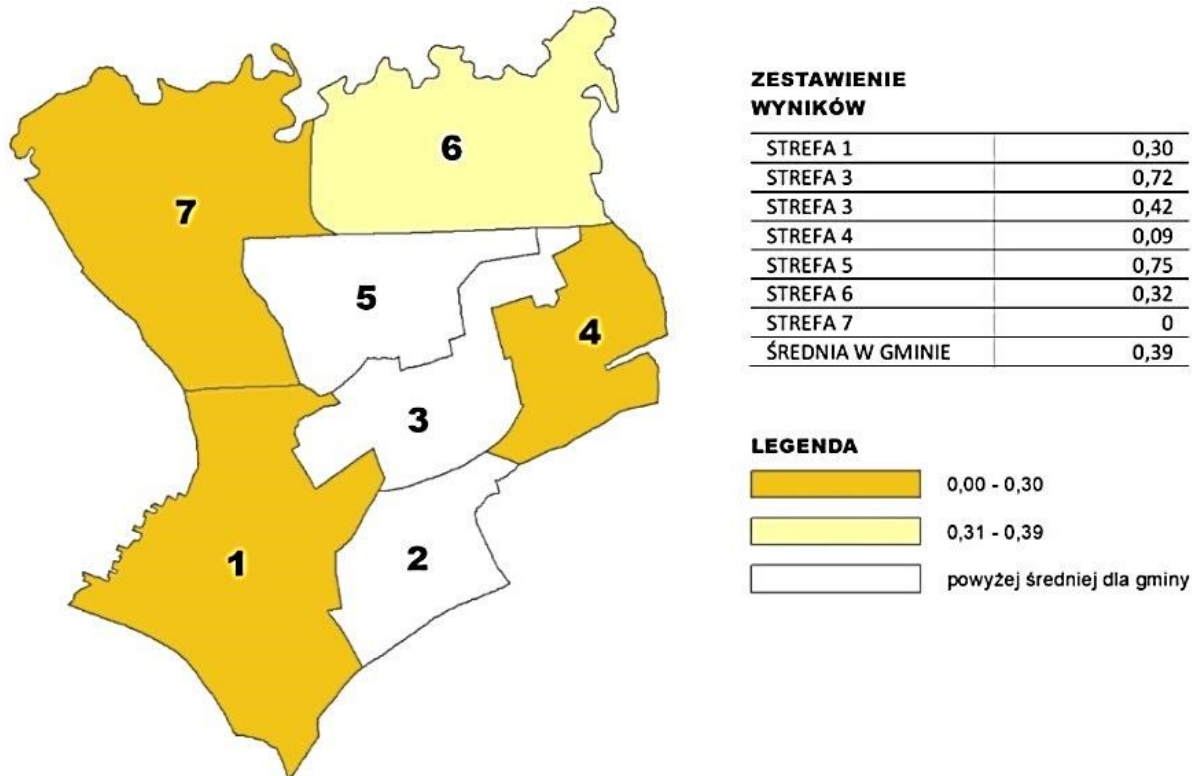 6
7
5
4
3
2
1
ZESTAWIENIE
WYNIKÓW
STREFA 1 0,30
STREFA 3 0,72
STREFA 3 0,42
STREFA 4 0,09
STREFA 5 0,75
STREFA 6 0,32
STREFA 7 0
ŚREDNIA W GMINIE 0,39
LEGENDA
0,00 - 0,30
0,31 - 0,39
powyżej średniej dla gminy